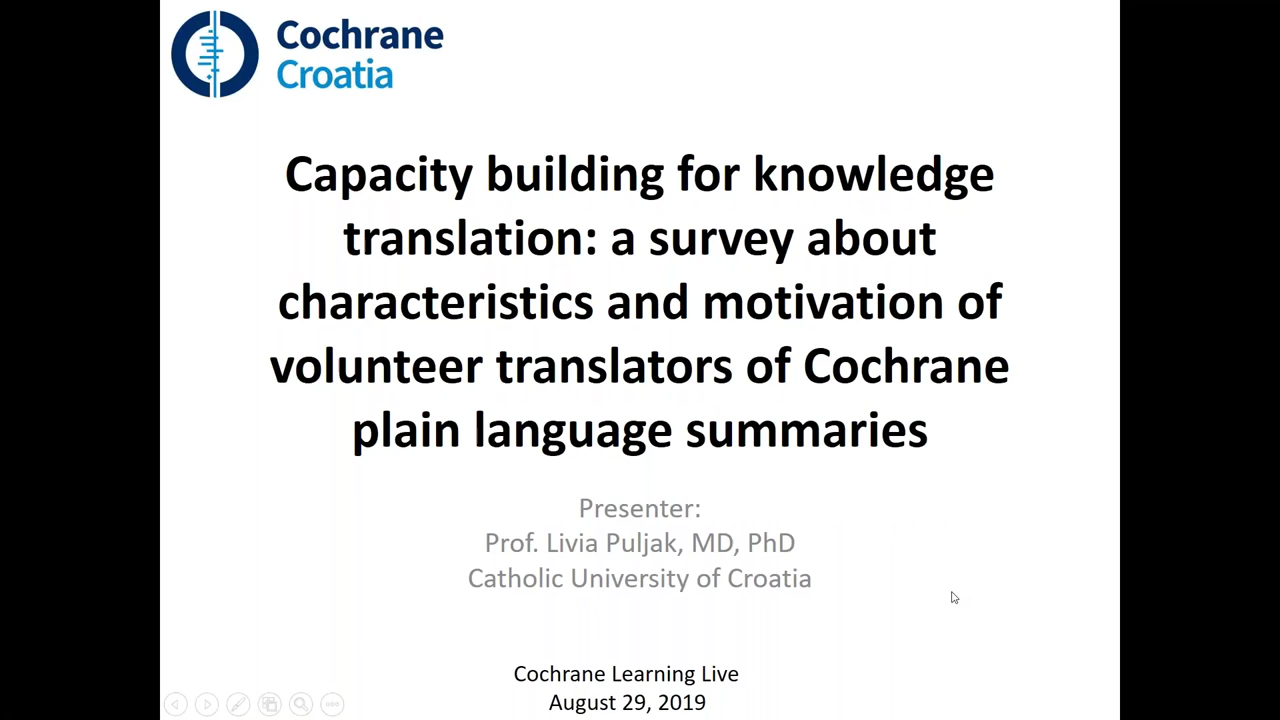 Cochrane
Croatia
Capacity building for knowledge
translation: a survey about
characteristics and motivation of
volunteer translators of Cochrane
plain language summaries
Presenter:
Prof. Livia Puljak, MD, PhD
Catholic University of Croatia
Cochrane Learning Live
August 29, 2019